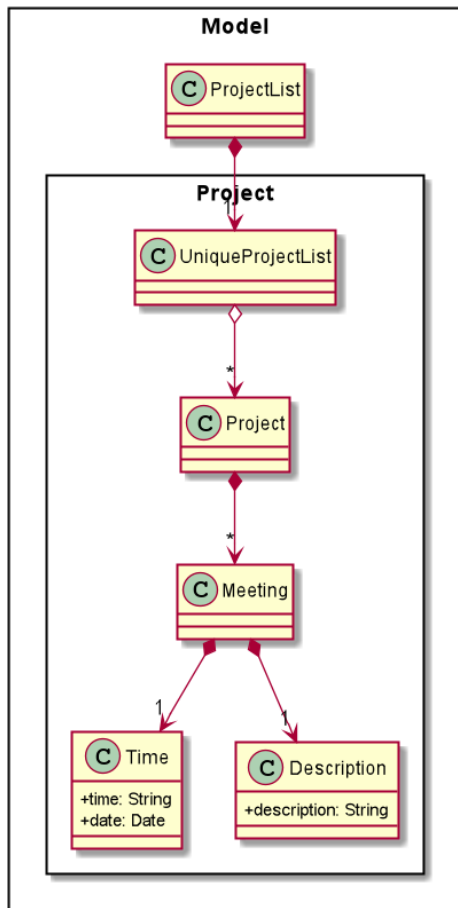 Model
C ProjectList
Project
1
C UniqueProjectList
*
C Project
*
C Meeting
1
1
C Time
+time: String
+date: Date
C Description
+description: String